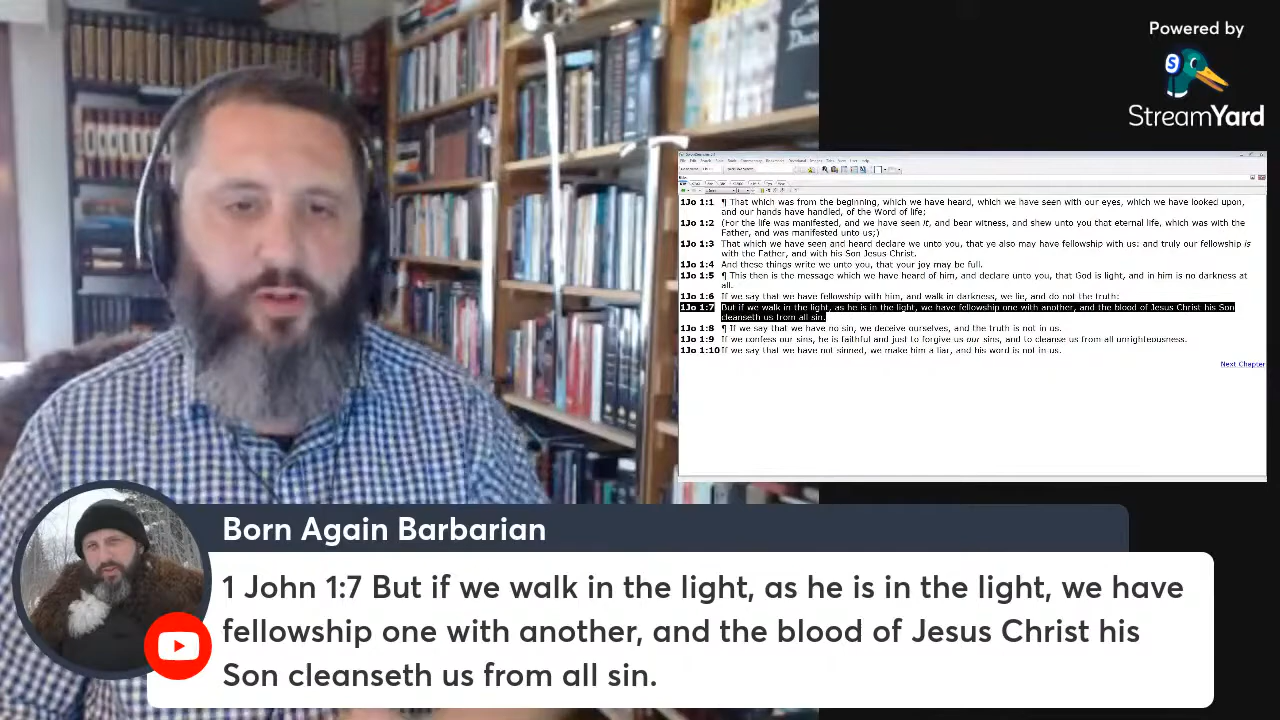 Powered by
StreamYard
1Jo 1:1 ¶ That which was from the beginning, which we have heard, which we have seen with our eyes, which we have looked upon,
and our hands have handled, of the Word of life;
1Jo 1:2 (For the life was manifested, and we have seen it, and bear witness, and shew unto you that eternal life, which was with the
Father, and was manifested unto us;)
1Jo 1:3 That which we have seen and heard declare we unto you, that ye also may have fellowship with us: and truly our fellowship is
with the Father, and with his Son Jesus Christ.
1Jo 1:4 And these things write we unto you, that your joy may be full.
1Jo 1:5 ¶ This then is the message which we have heard of him, and declare unto you, that God is light, and in him is no darkness at
all.
1Jo 1:6 If we say that we have fellowship with him, and walk in darkness, we lie, and do not the truth:
1Jo 1:7 But if we walk in the light, as he is in the light, we have fellowship one with another, and the blood of Jesus Christ his Son
cleanseth us from all sin.
1Jo 1:8 ¶ If we say that we have no sin, we deceive ourselves, and the truth is not in us.
1Jo 1:9 If we confess our sins, he is faithful and just to forgive us our sins, and to cleanse us from all unrighteousness.
1Jo 1:10 If we say that we have not sinned, we make him a liar, and his word is not in us.
Next Chapter
Born Again Barbarian
1 John 1:7 But if we walk in the light, as he is in the light, we have
fellowship one with another, and the blood of Jesus Christ his
Son cleanseth us from all sin.